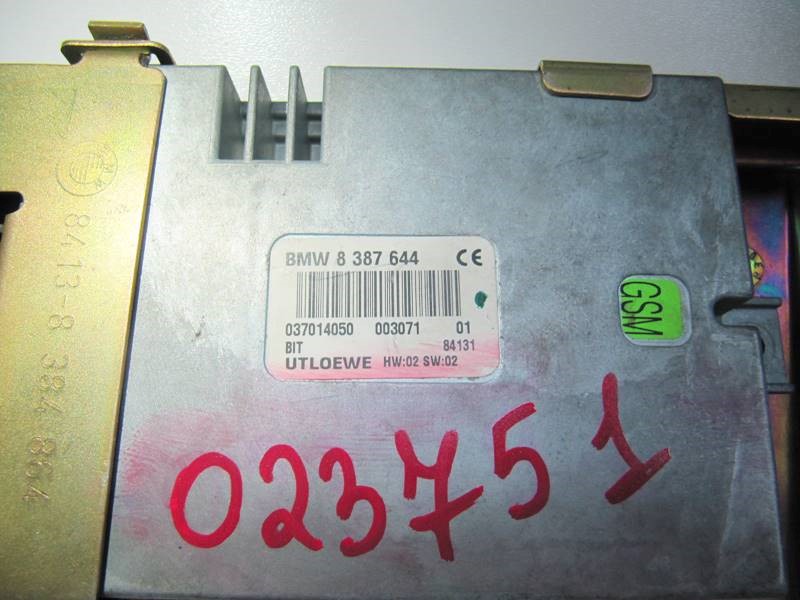 BMW 8 387 644 CE
037014050 003071 01
BIT 84131
UTLOEWE HW:02 SW:02
GSM
8413-8 384 864
023751